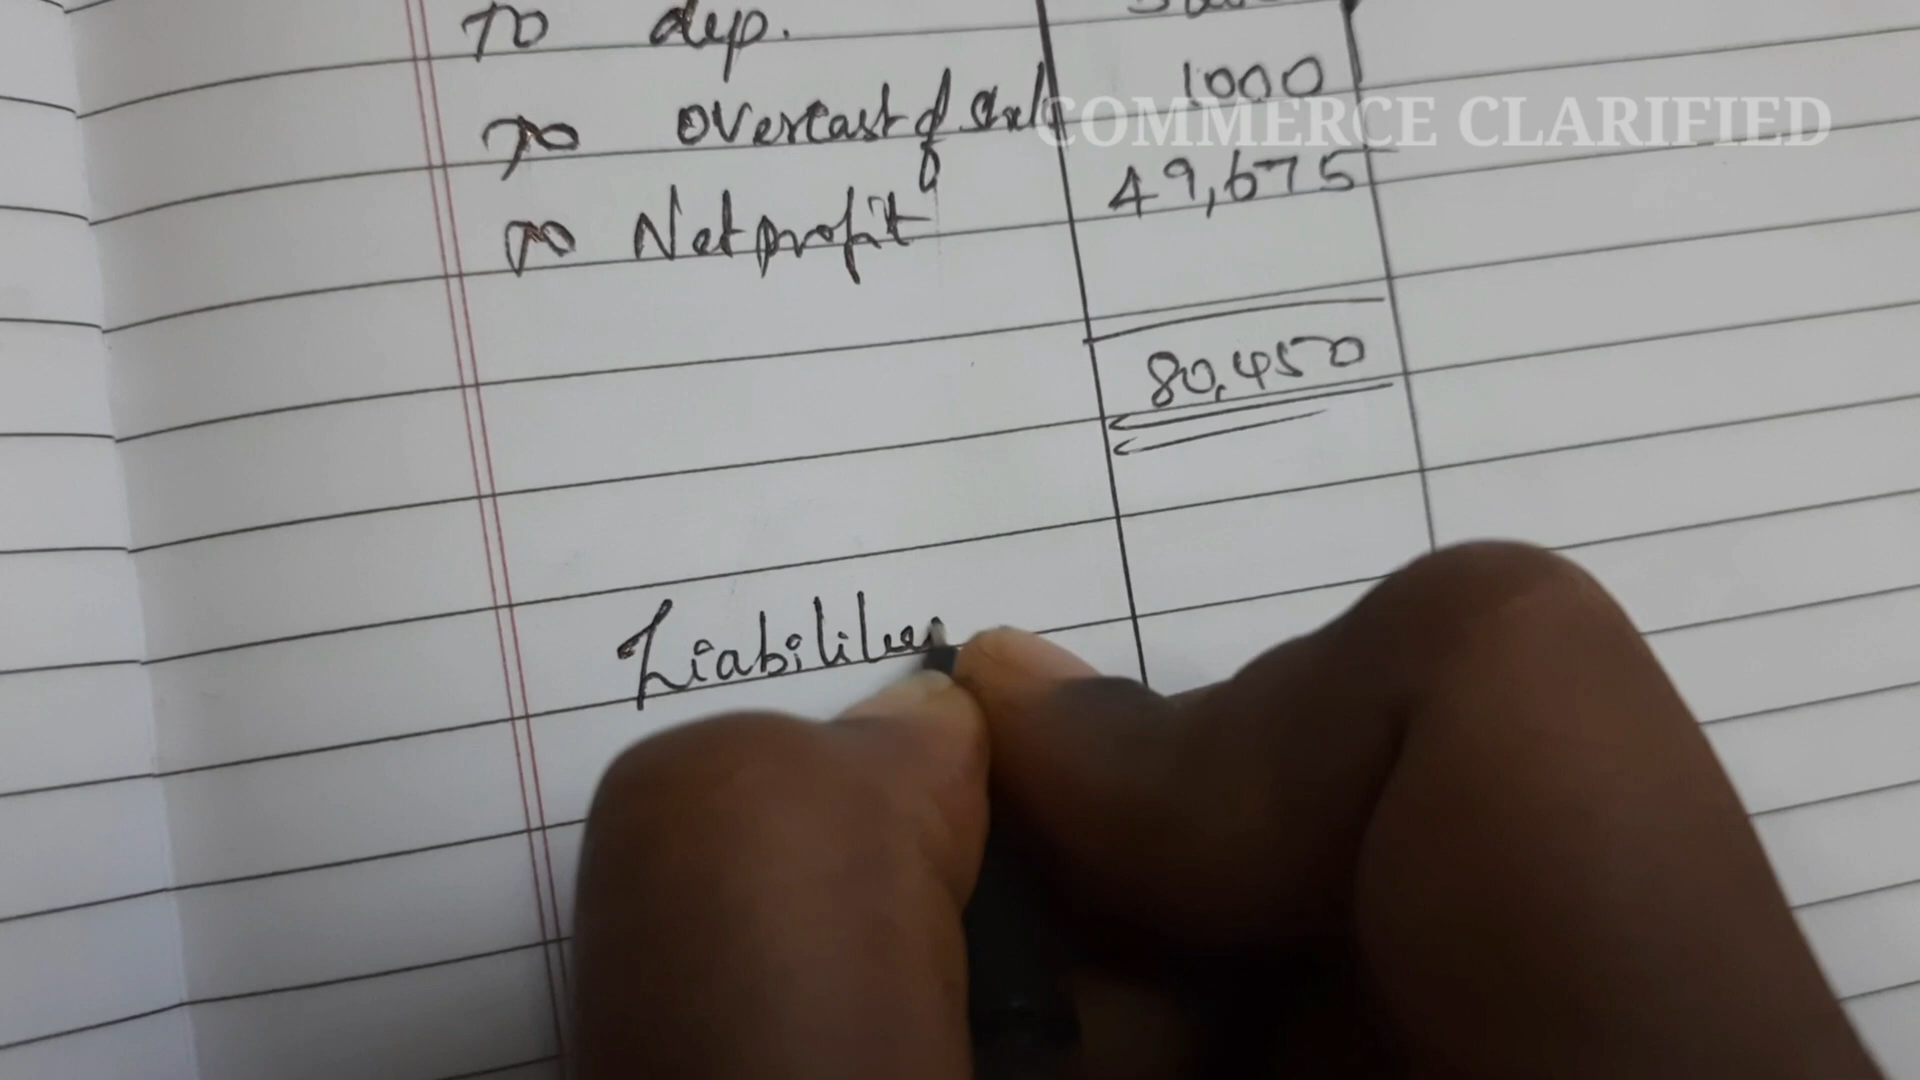 To dep.
To overcast of 1000
COMMERCE CLARIFIED
To Net profit 49,675
80,450
Liabilities